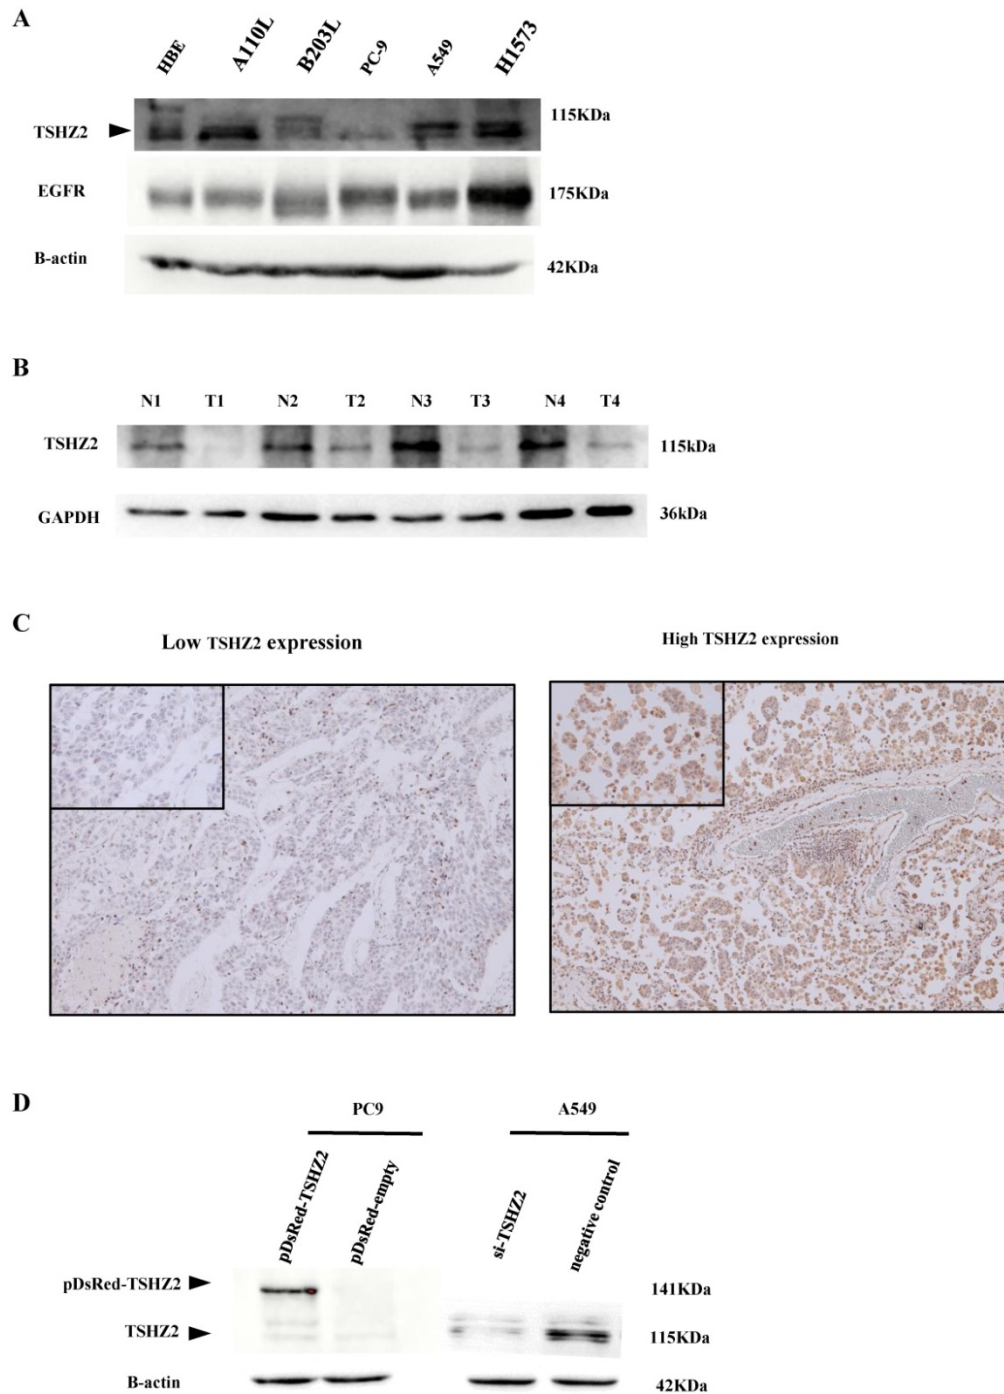 A
HBE A110L B203L PC-9 A549 H1573
115KDa
TSHZ2
EGFR 175KDa
B-actin
42KDa
B
N1 T1 N2 T2 N3 T3 N4 T4
TSHZ2 115kDa
GAPDH 36kDa
C
Low TSHZ2 expression High TSHZ2 expression
D
PC9 A549
pDsRed-TSHZ2 pDsRed-empty si-TSHZ2 negative control
pDsRed-TSHZ2 141KDa
TSHZ2 115KDa
B-actin 42KDa